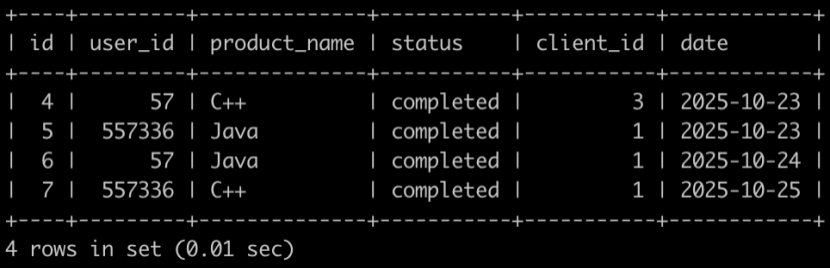 +----+---------+--------------+-----------+-----------+------------+
| id | user_id | product_name | status    | client_id | date       |
+----+---------+--------------+-----------+-----------+------------+
|  4 |      57 | C++          | completed |         3 | 2025-10-23 |
|  5 |  557336 | Java         | completed |         1 | 2025-10-23 |
|  6 |      57 | Java         | completed |         1 | 2025-10-24 |
|  7 |  557336 | C++          | completed |         1 | 2025-10-25 |
+----+---------+--------------+-----------+-----------+------------+
4 rows in set (0.01 sec)